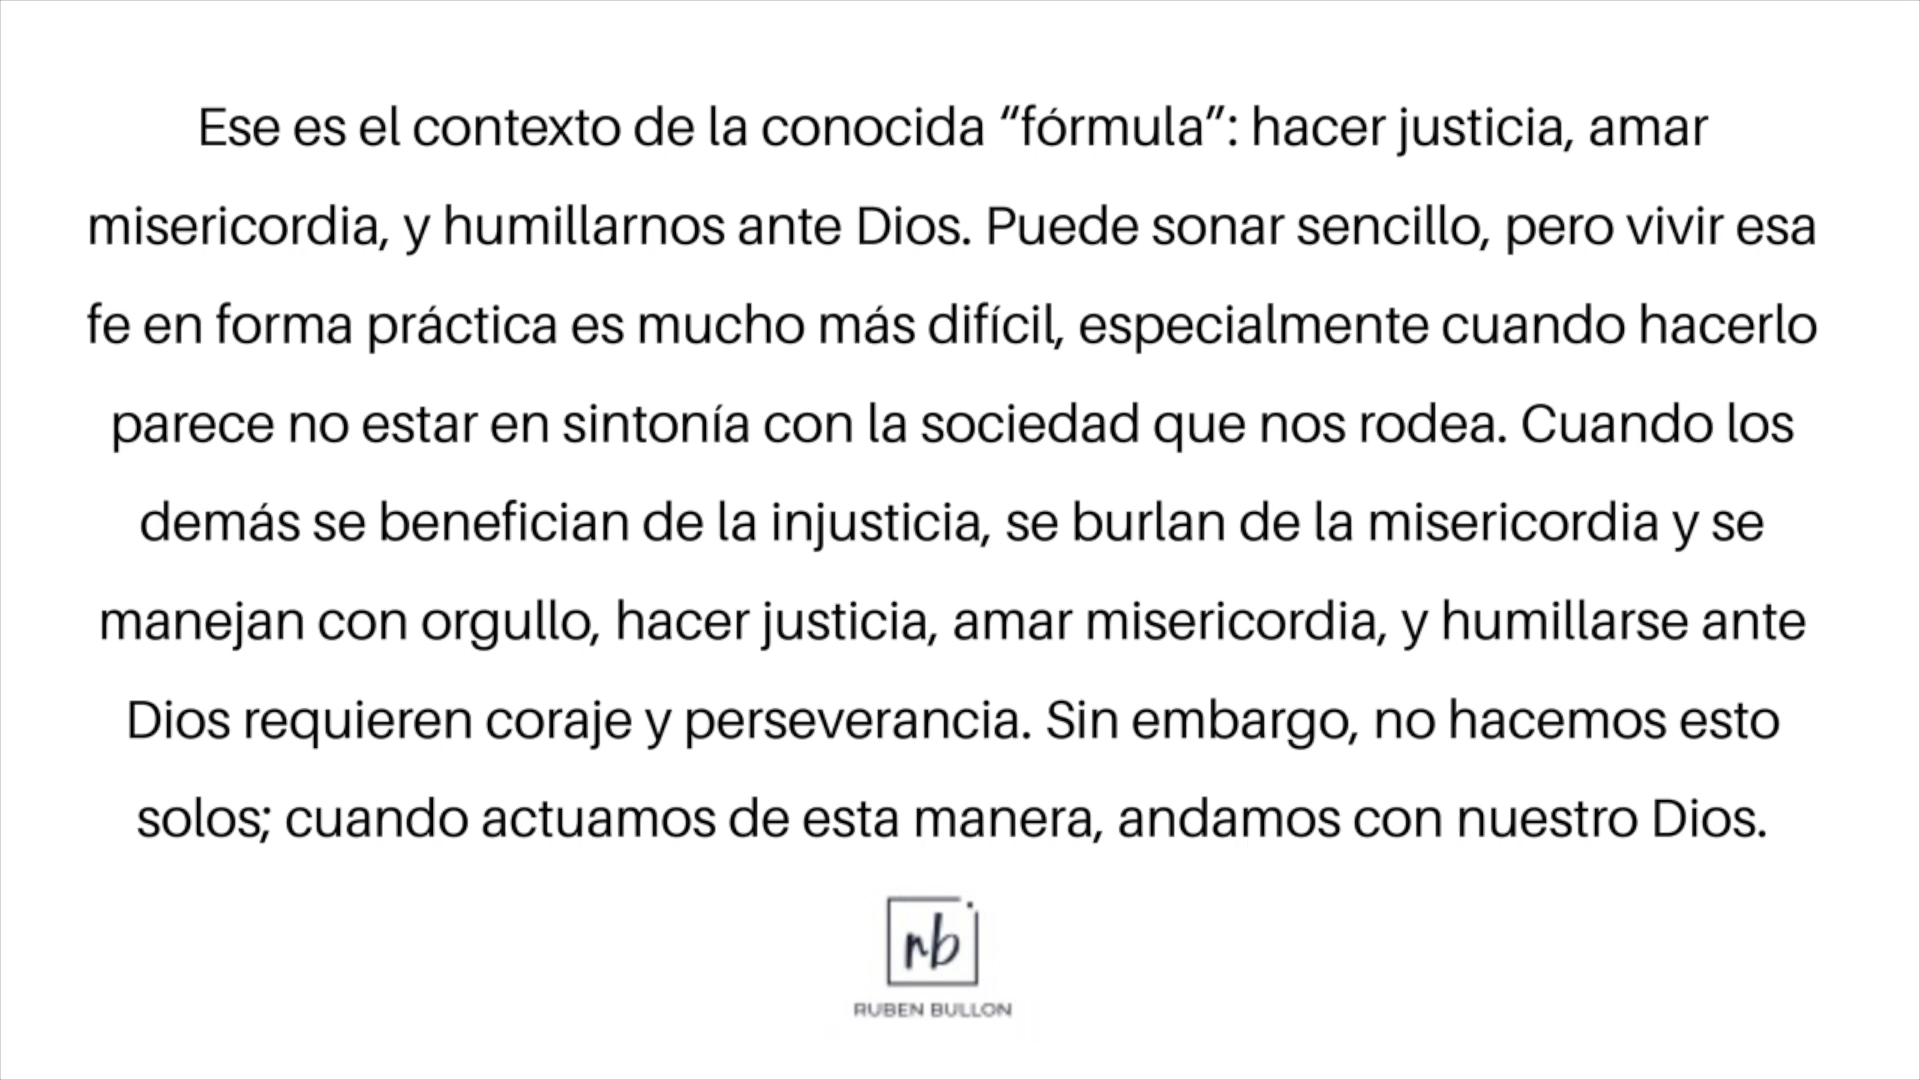 Ese es el contexto de la conocida “fórmula”: hacer justicia, amar
misericordia, y humillarnos ante Dios. Puede sonar sencillo, pero vivir esa
fe en forma práctica es mucho más difícil, especialmente cuando hacerlo
parece no estar en sintonía con la sociedad que nos rodea. Cuando los
demás se benefician de la injusticia, se burlan de la misericordia y se
manejan con orgullo, hacer justicia, amar misericordia, y humillarse ante
Dios requieren coraje y perseverancia. Sin embargo, no hacemos esto
solos; cuando actuamos de esta manera, andamos con nuestro Dios.
rb
RUBEN BULLON